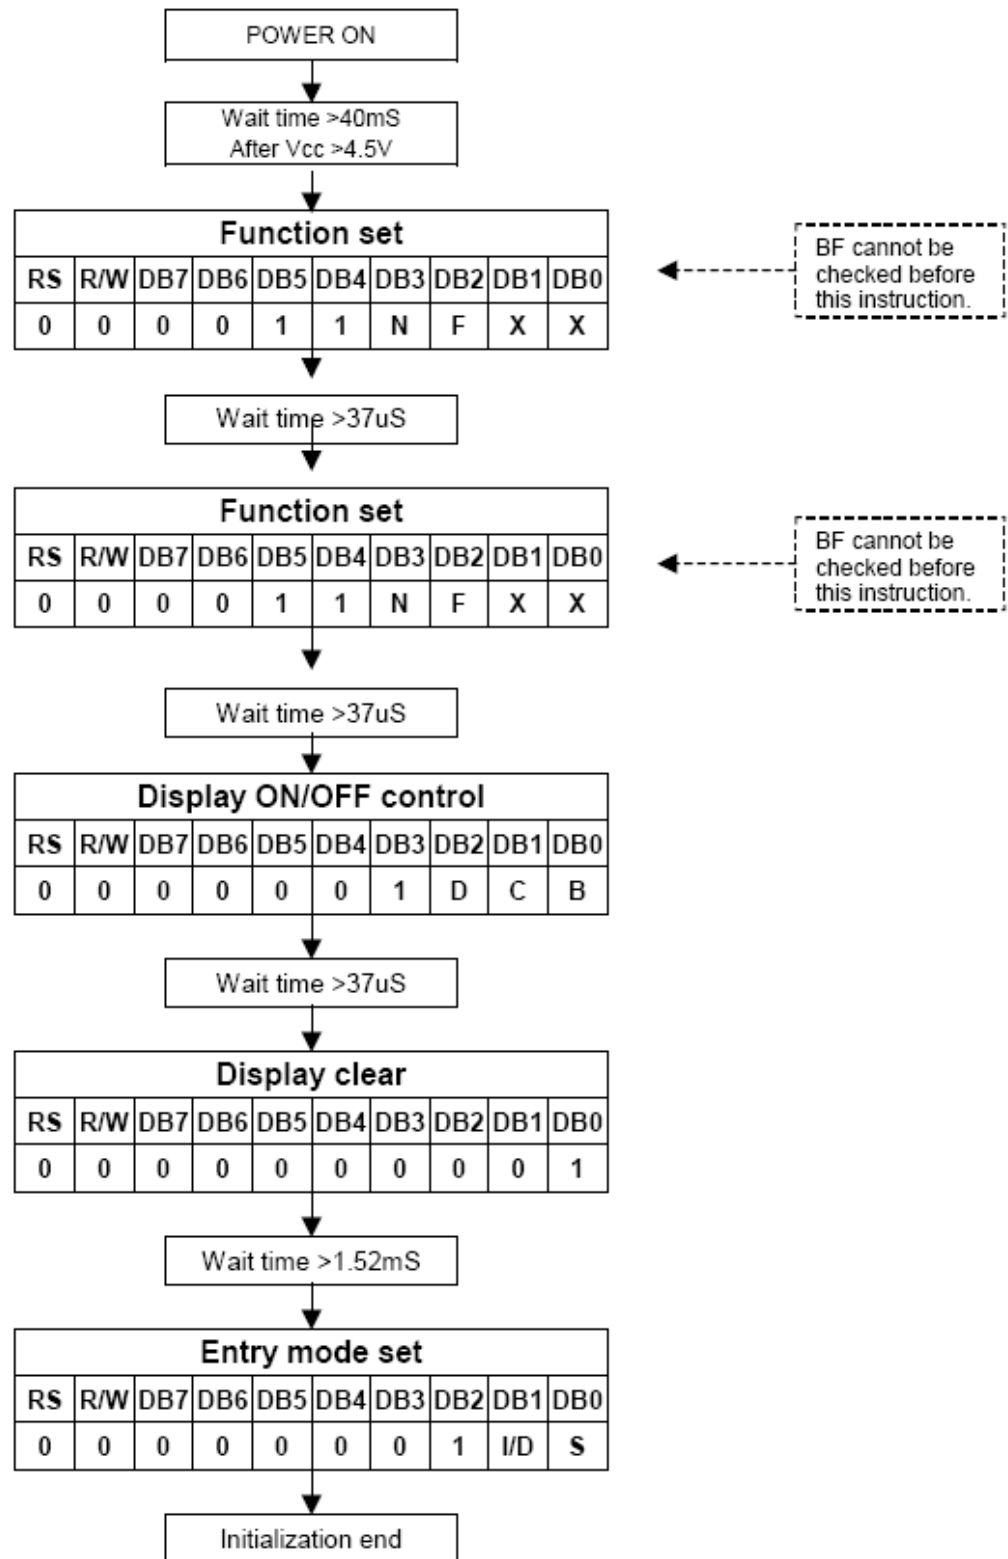 POWER ON
Wait time >40mS
After Vcc >4.5V
Function set
RS R/W DB7 DB6 DB5 DB4 DB3 DB2 DB1 DB0
0 0 0 0 1 1 N F X X
BF cannot be
checked before
this instruction.
Wait time >37uS
Function set
RS R/W DB7 DB6 DB5 DB4 DB3 DB2 DB1 DB0
0 0 0 0 1 1 N F X X
BF cannot be
checked before
this instruction.
Wait time >37uS
Display ON/OFF control
RS R/W DB7 DB6 DB5 DB4 DB3 DB2 DB1 DB0
0 0 0 0 0 0 1 D C B
Wait time >37uS
Display clear
RS R/W DB7 DB6 DB5 DB4 DB3 DB2 DB1 DB0
0 0 0 0 0 0 0 0 0 1
Wait time >1.52mS
Entry mode set
RS R/W DB7 DB6 DB5 DB4 DB3 DB2 DB1 DB0
0 0 0 0 0 0 0 1 I/D S
Initialization end